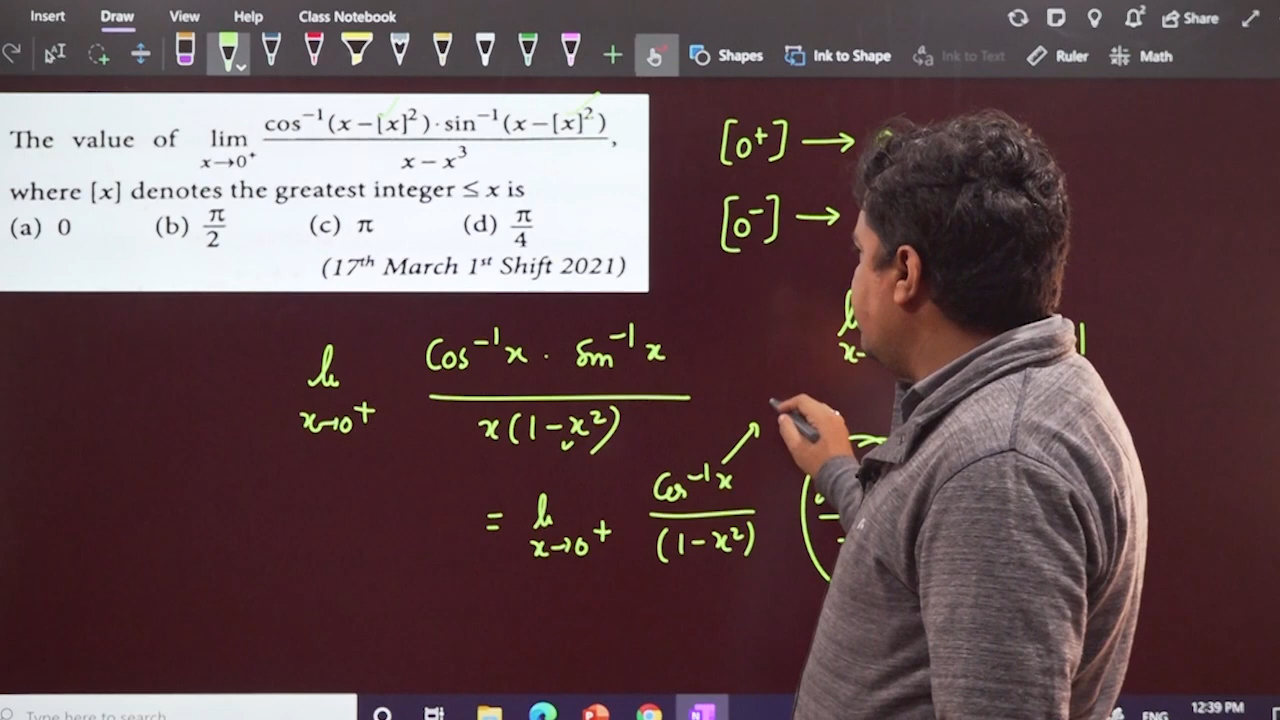 Insert Draw View Help Class Notebook Share
Shapes Ink to Shape Ink to Text Ruler Math
The value of lim x→0⁺ cos⁻¹(x−[x]²)·sin⁻¹(x−[x]²) / x−x³,
where [x] denotes the greatest integer ≤ x is
(a) 0 (b) π/2 (c) π (d) π/4
(17th March 1st Shift 2021)
[0⁺] →
[0⁻] →
lim x→0⁺ Cos⁻¹x · Sin⁻¹x / x(1−x²)
= lim x→0⁺ Cos⁻¹x / (1−x²)
Type here to search ENG 12:39 PM